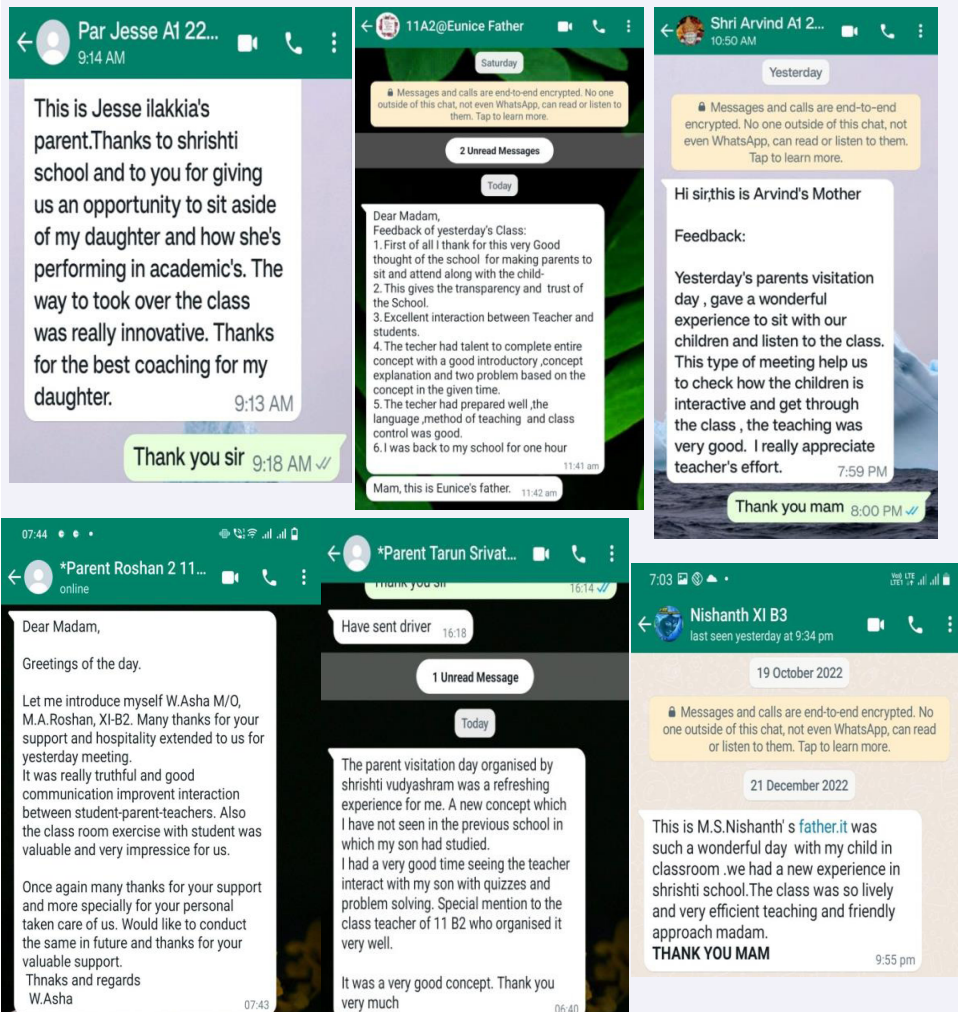 Par Jesse A1 22...
9:14 AM
This is Jesse ilakkia's
parent.Thanks to shrishti
school and to you for giving
us an opportunity to sit aside
of my daughter and how she's
performing in academic's. The
way to took over the class
was really innovative. Thanks
for the best coaching for my
daughter.
9:13 AM
Thank you sir 9:18 AM
11A2@Eunice Father
Saturday
Messages and calls are end-to-end encrypted. No one
outside of this chat, not even WhatsApp, can read or listen to
them. Tap to learn more.
2 Unread Messages
Today
Dear Madam,
Feedback of yesterday's Class:
1. First of all I thank for this very Good
thought of the school for making parents to
sit and attend along with the child-
2. This gives the transparency and trust of
the School.
3. Excellent interaction between Teacher and
students.
4. The techer had talent to complete entire
concept with a good introductory ,concept
explanation and two problem based on the
concept in the given time.
5. The techer had prepared well ,the
language ,method of teaching and class
control was good.
6. I was back to my school for one hour
11:41 am
Mam, this is Eunice's father. 11:42 am
Shri Arvind A1 2...
10:50 AM
Yesterday
Messages and calls are end-to-end
encrypted. No one outside of this chat, not
even WhatsApp, can read or listen to them.
Tap to learn more.
Hi sir,this is Arvind's Mother
Feedback:
Yesterday's parents visitation
day , gave a wonderful
experience to sit with our
children and listen to the class.
This type of meeting help us
to check how the children is
interactive and get through
the class , the teaching was
very good. I really appreciate
teacher's effort.
7:59 PM
Thank you mam 8:00 PM
07:44
*Parent Roshan 2 11...
online
Dear Madam,
Greetings of the day.
Let me introduce myself W.Asha M/O,
M.A.Roshan, XI-B2. Many thanks for your
support and hospitality extended to us for
yesterday meeting.
It was really truthful and good
communication improvent interaction
between student-parent-teachers. Also
the class room exercise with student was
valuable and very impressice for us.
Once again many thanks for your support
and more specially for your personal
taken care of us. Would like to conduct
the same in future and thanks for your
valuable support.
Thnaks and regards
W.Asha
07:43
*Parent Tarun Srivat...
Thank you sir 16:14
Have sent driver 16:18
1 Unread Message
Today
The parent visitation day organised by
shrishti vudyashram was a refreshing
experience for me. A new concept which
I have not seen in the previous school in
which my son had studied.
I had a very good time seeing the teacher
interact with my son with quizzes and
problem solving. Special mention to the
class teacher of 11 B2 who organised it
very well.
It was a very good concept. Thank you
very much
06:40
7:03
Nishanth XI B3
last seen yesterday at 9:34 pm
19 October 2022
Messages and calls are end-to-end encrypted. No
one outside of this chat, not even WhatsApp, can read
or listen to them. Tap to learn more.
21 December 2022
This is M.S.Nishanth' s father.it was
such a wonderful day with my child in
classroom .we had a new experience in
shrishti school.The class was so lively
and very efficient teaching and friendly
approach madam.
THANK YOU MAM
9:55 pm